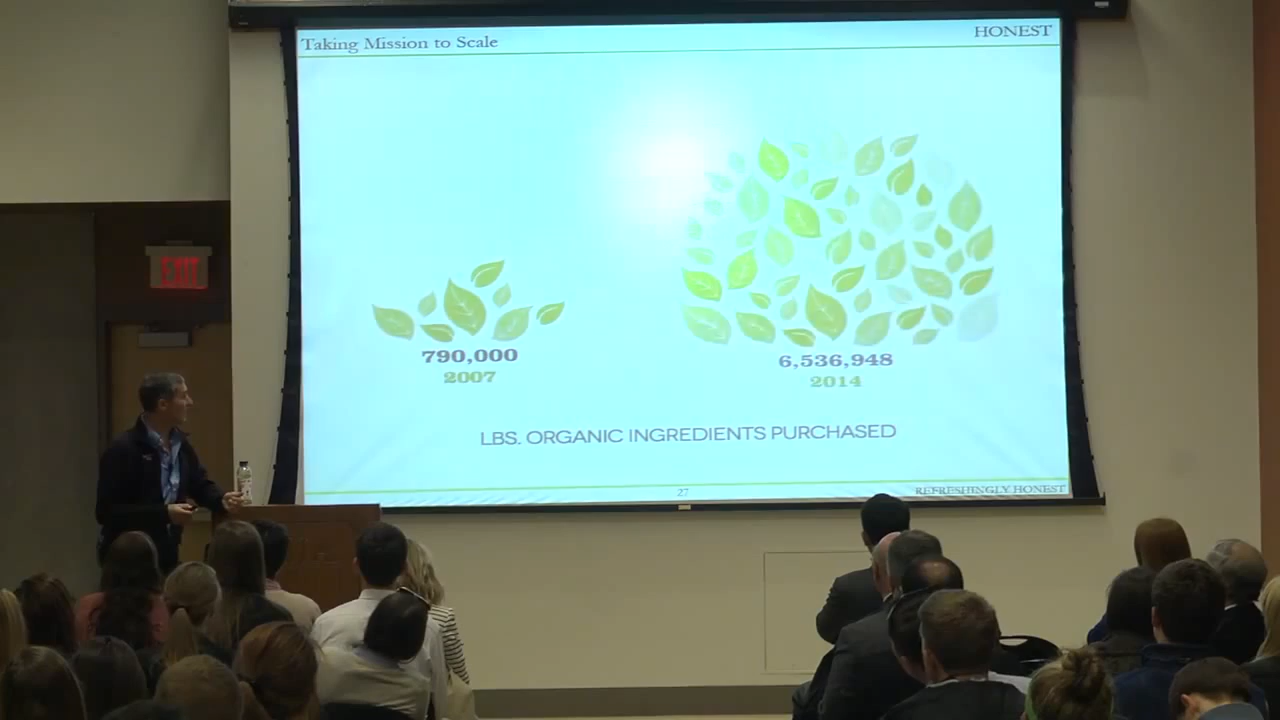 Taking Mission to Scale
HONEST
EXIT
790,000
2007
6,536,948
2014
LBS. ORGANIC INGREDIENTS PURCHASED
27
REFRESHINGLY HONEST